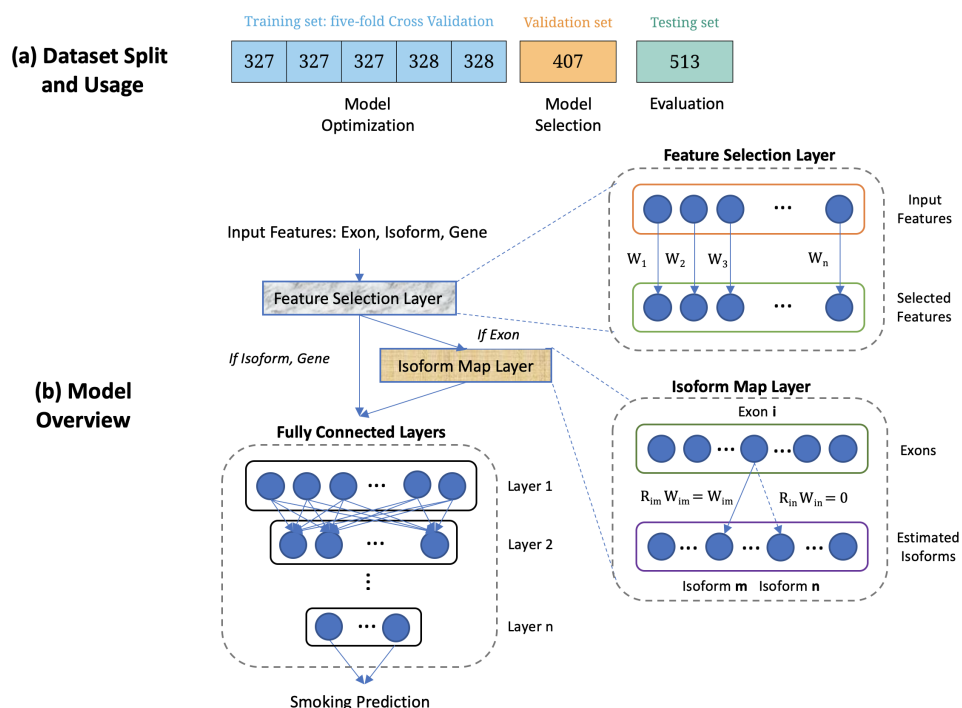 Training set: five-fold Cross Validation
Validation set
Testing set
(a) Dataset Split
and Usage
327 327 327 328 328
407
513
Model
Optimization
Model
Selection
Evaluation
Feature Selection Layer
Input
Features
W₁ W₂ W₃ ... Wₙ
Selected
Features
...
Input Features: Exon, Isoform, Gene
Feature Selection Layer
If Exon
If Isoform, Gene
Isoform Map Layer
(b) Model
Overview
Isoform Map Layer
Exon i
... ...
Exons
RᵢₘWᵢₘ = Wᵢₘ
RᵢₙWᵢₙ = 0
... ... ...
Estimated
Isoforms
Isoform m Isoform n
Fully Connected Layers
...
Layer 1
...
Layer 2
...
...
Layer n
Smoking Prediction